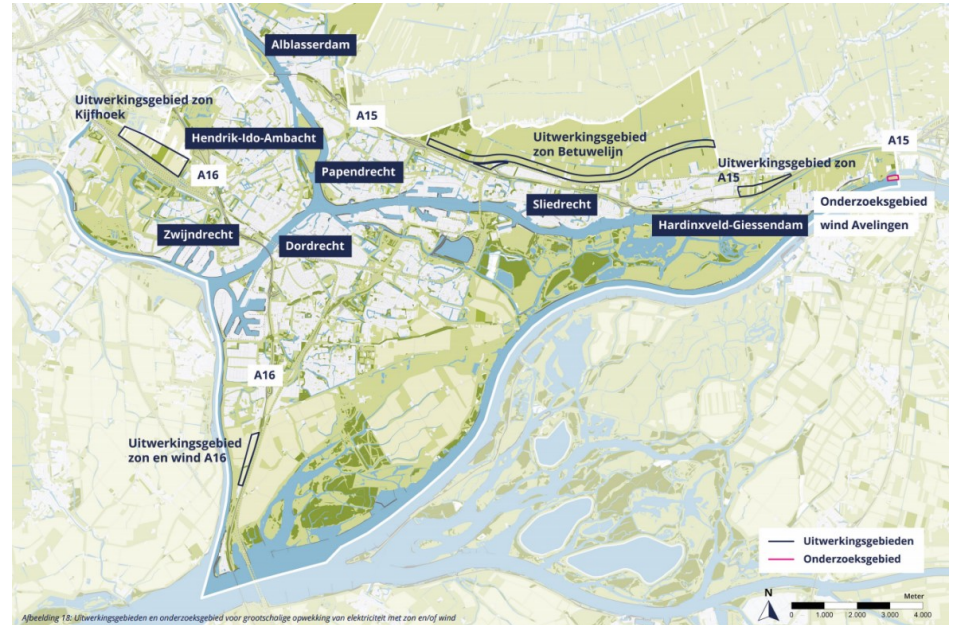 Alblasserdam
Uitwerkingsgebied zon
Kijfhoek
A15
Hendrik-Ido-Ambacht
Uitwerkingsgebied
zon Betuwelijn
A15
A16
Papendrecht
Uitwerkingsgebied zon
A15
Sliedrecht
Onderzoeksgebied
wind Avelingen
Hardinxveld-Giessendam
Zwijndrecht
Dordrecht
A16
Uitwerkingsgebied
zon en wind A16
Uitwerkingsgebieden
Onderzoeksgebied
N
Meter
0 1.000 2.000 3.000 4.000
Afbeelding 18: Uitwerkingsgebieden en onderzoeksgebied voor grootschalige opwekking van elektriciteit met zon en/of wind